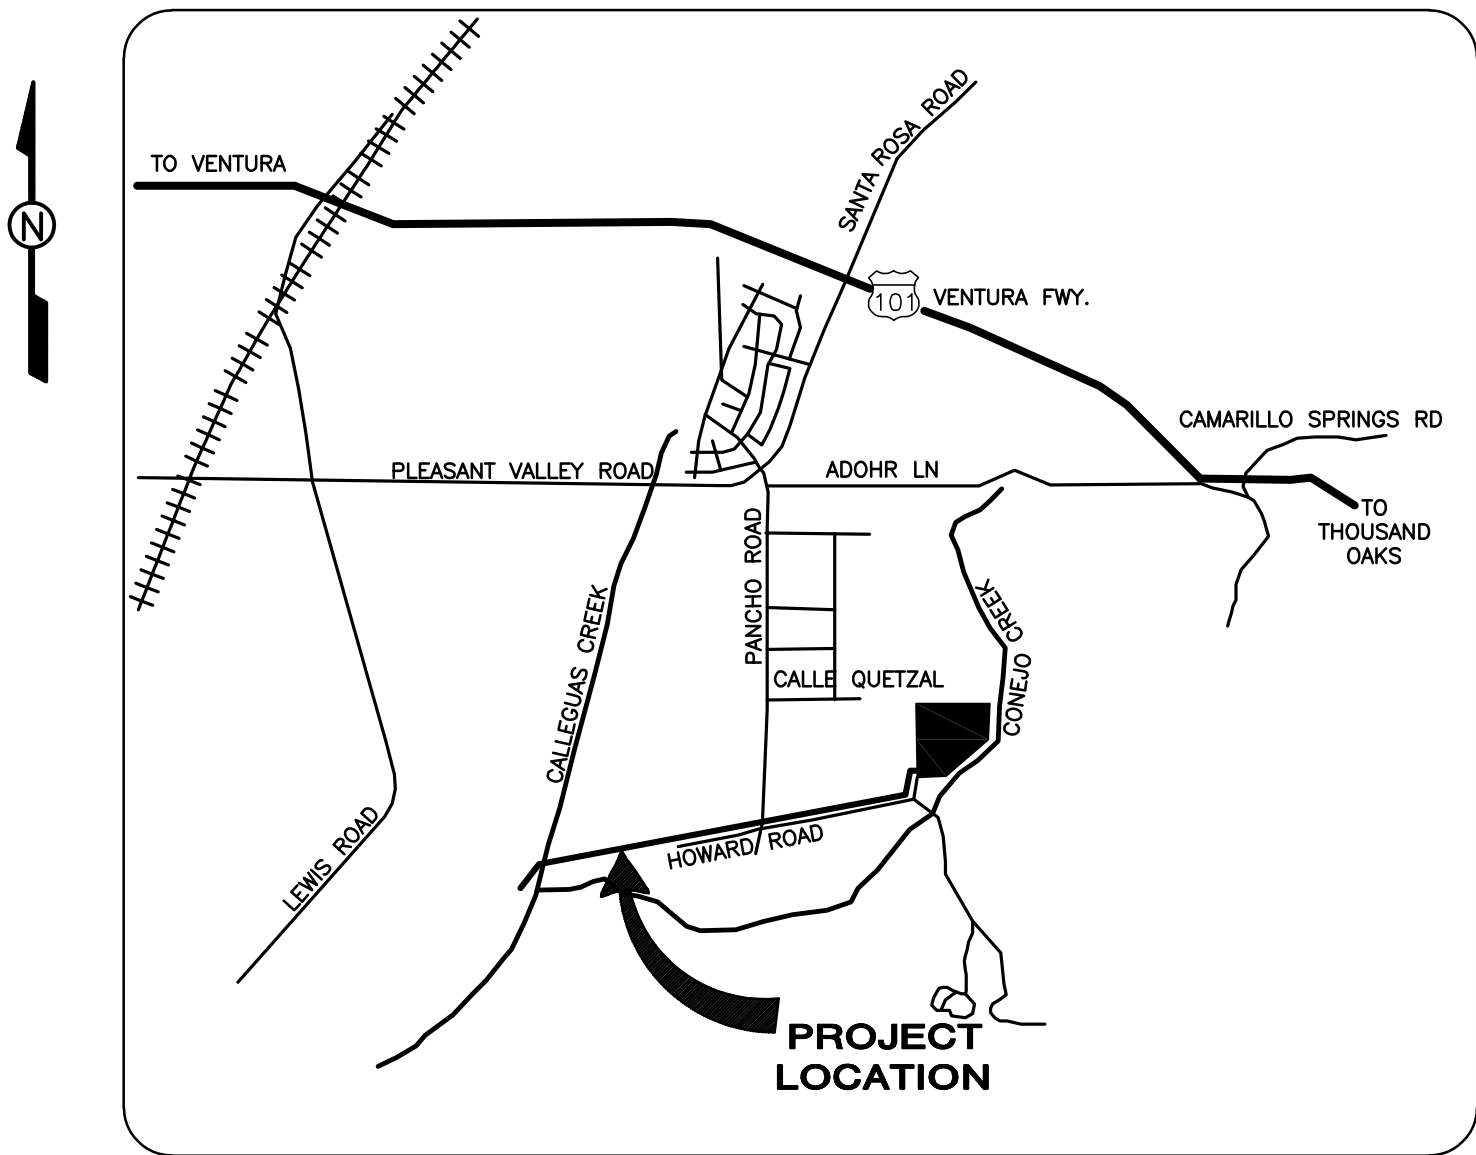 SANTA ROSA ROAD
TO VENTURA
N
101
VENTURA FWY.
CAMARILLO SPRINGS RD
PLEASANT VALLEY ROAD
ADOHR LN
TO
THOUSAND
OAKS
PANCHO ROAD
CALLEGUAS CREEK
CONEJO CREEK
CALLE QUETZAL
LEWIS ROAD
HOWARD ROAD
PROJECT
LOCATION